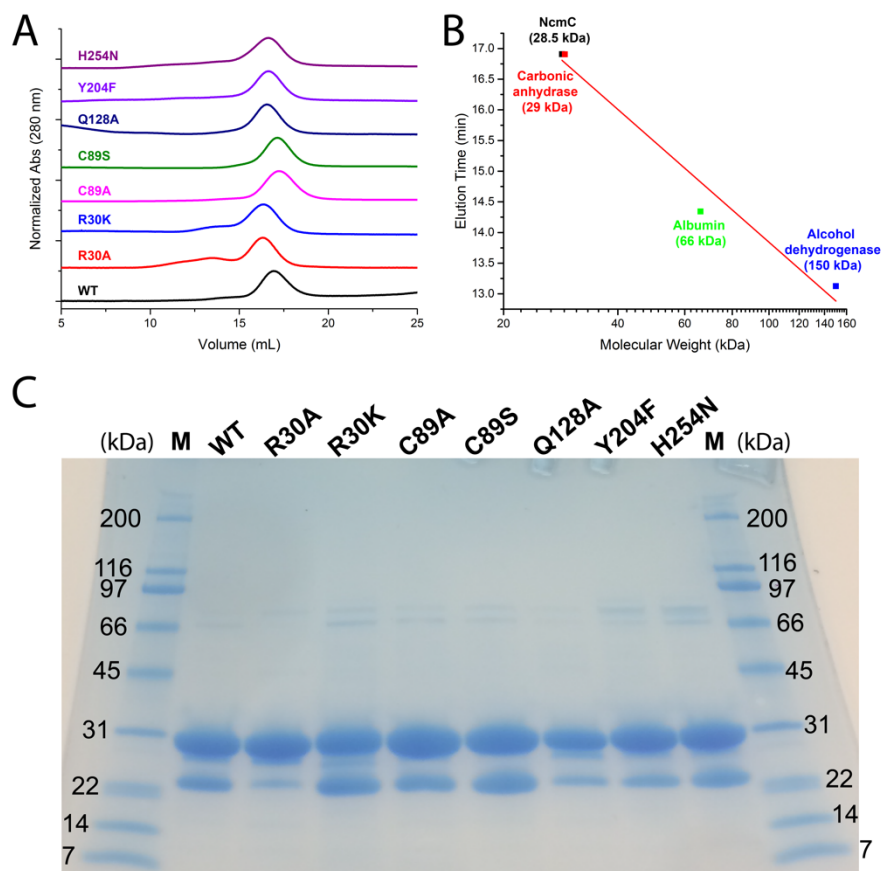 A
H254N
Y204F
Q128A
C89S
C89A
R30K
R30A
WT
Normalized Abs (280 nm)
5 10 15 20 25
Volume (mL)
B
NcmC
(28.5 kDa)
Carbonic
anhydrase
(29 kDa)
Albumin
(66 kDa)
Alcohol
dehydrogenase
(150 kDa)
Elution Time (min)
17.0
16.5
16.0
15.5
15.0
14.5
14.0
13.5
13.0
20 40 60 80 100 120 140 160
Molecular Weight (kDa)
C
(kDa) M WT R30A R30K C89A C89S Q128A Y204F H254N M (kDa)
200 200
116 116
97 97
66 66
45 45
31 31
22 22
14 14
7 7